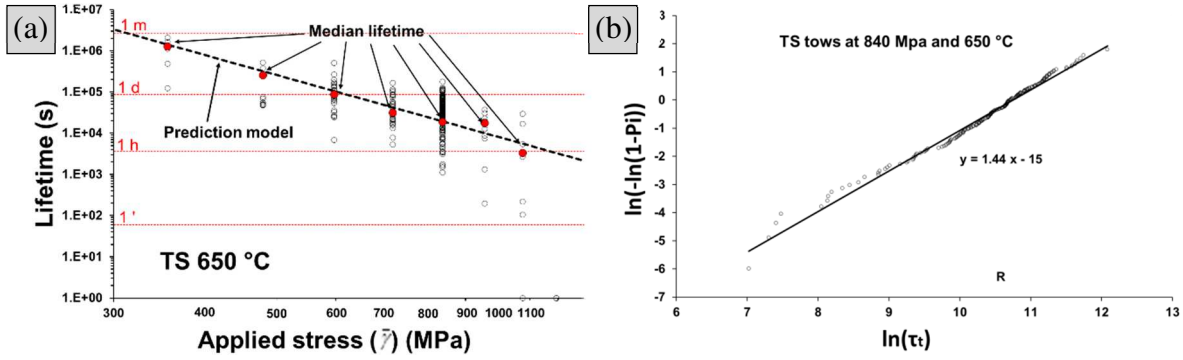 (a)
Lifetime (s)
1.E+07
1.E+06
1.E+05
1.E+04
1.E+03
1.E+02
1.E+01
1.E+00
1 m
1 d
1 h
1 '
Median lifetime
Prediction model
TS 650 °C
300 400 500 600 700 800 900 1000 1100
Applied stress ( ) (MPa)
(b)
ln(-ln(1-Pi))
3
2
1
0
-1
-2
-3
-4
-5
-6
-7
TS tows at 840 Mpa and 650 °C
y = 1.44 x - 15
R
6 7 8 9 10 11 12 13
ln(τt)